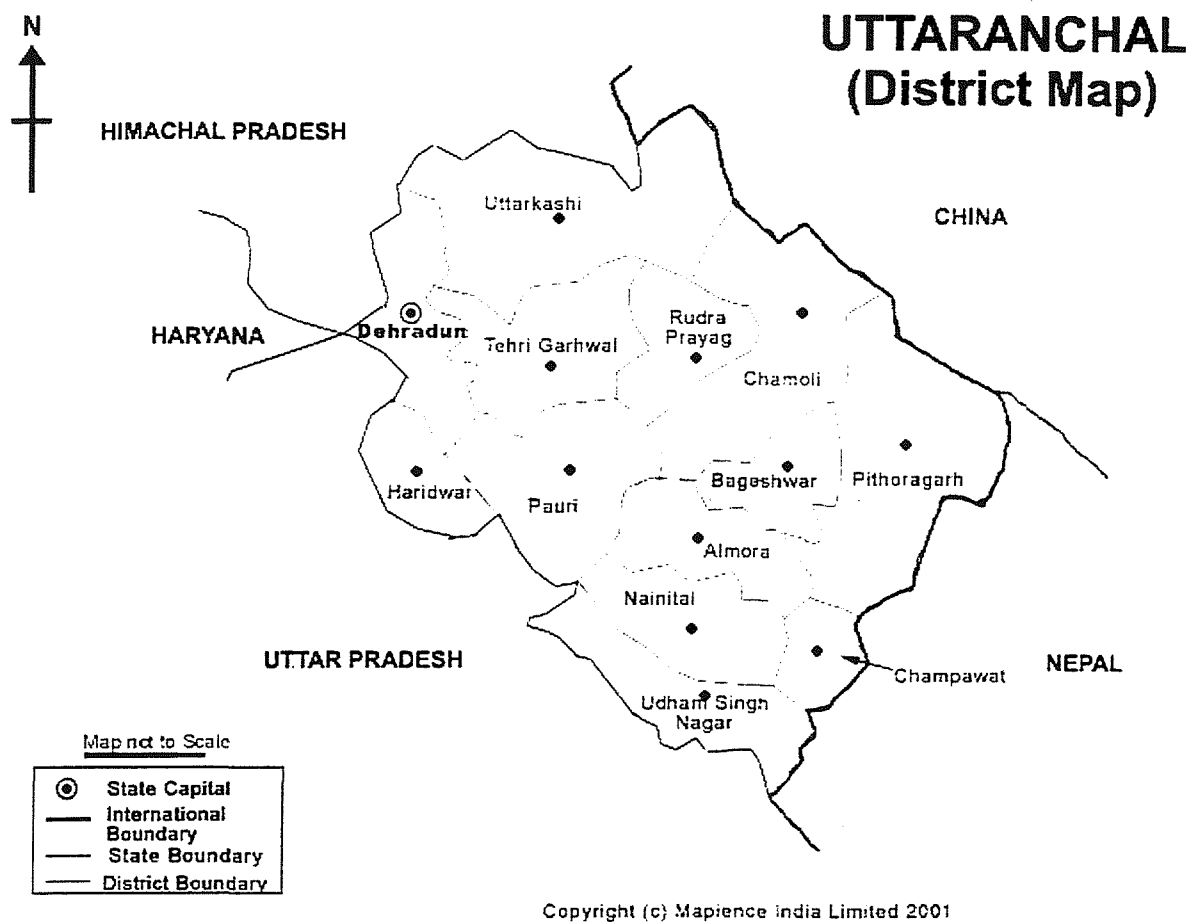 UTTARANCHAL
(District Map)
N
HIMACHAL PRADESH
Uttarkashi
CHINA
HARYANA
Dehradun
Rudra
Prayag
Tehri Garhwal
Chamoli
Haridwar
Pauri
Bageshwar
Pithoragarh
Almora
Nainital
UTTAR PRADESH
NEPAL
Champawat
Udham Singh
Nagar
Map not to Scale
State Capital
International
Boundary
State Boundary
District Boundary
Copyright (c) Mapience India Limited 2001